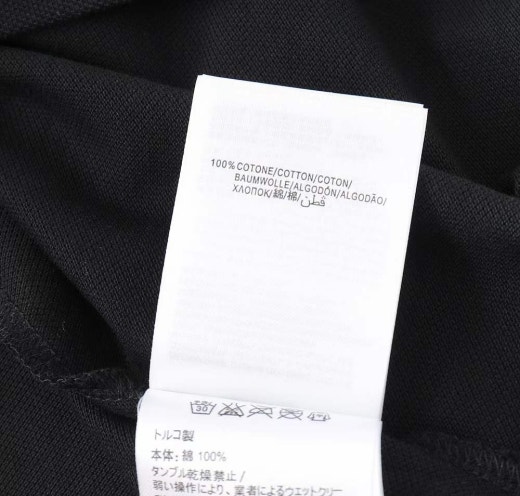 100% COTONE/COTTON/COTON/
BAUMWOLLE/ALGODÓN/ALGODÃO/
ХЛОПОК/綿/棉/قطن
30
トルコ製
本体: 綿 100%
タンブル乾燥禁止/
弱い操作により、業者によるウエットクリー